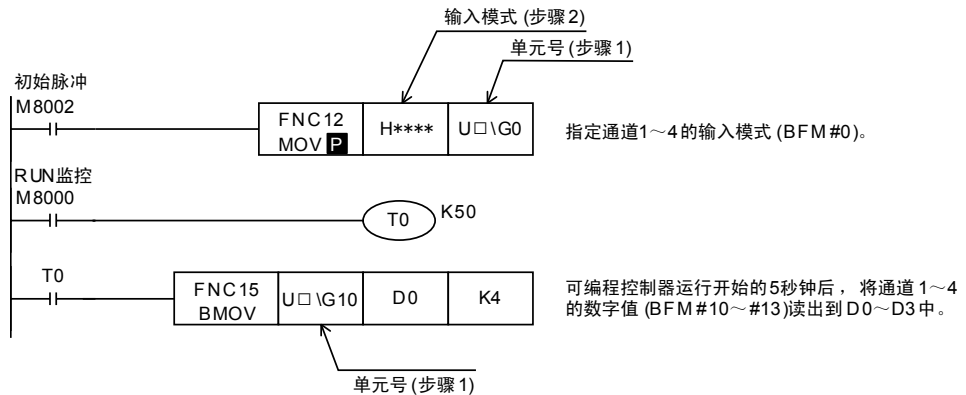 输入模式 (步骤2)
单元号 (步骤1)
初始脉冲
M8002
FNC12
MOV P
H****
U□\G0
指定通道1～4的输入模式 (BFM #0)。
RUN监控
M8000
T0
K50
T0
FNC15
BMOV
U□\G10
D0
K4
可编程控制器运行开始的5秒钟后，将通道1～4
的数字值 (BFM #10～#13)读出到D0～D3中。
单元号 (步骤1)